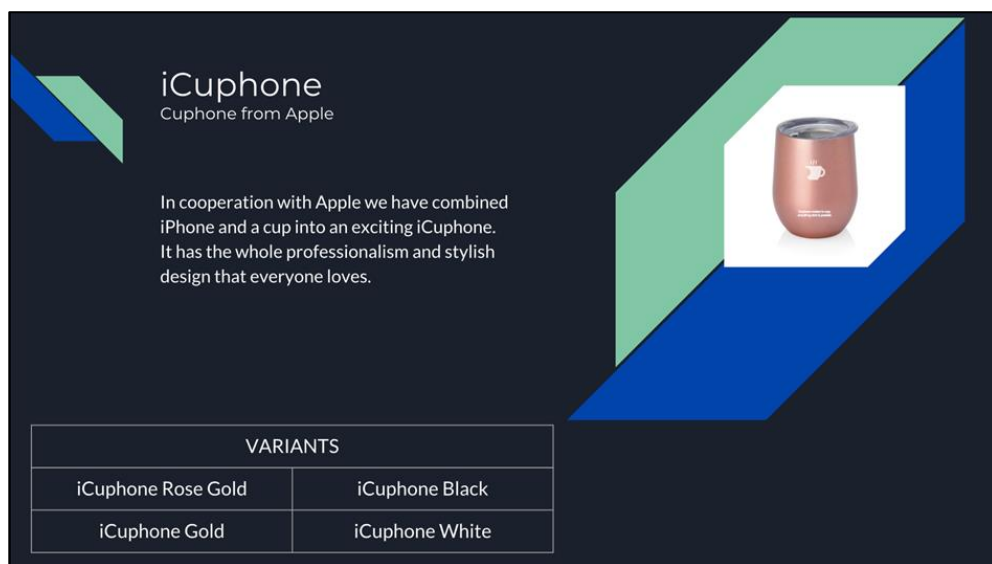 iCuphone
Cuphone from Apple
In cooperation with Apple we have combined
iPhone and a cup into an exciting iCuphone.
It has the whole professionalism and stylish
design that everyone loves.
VARIANTS
iCuphone Rose Gold
iCuphone Black
iCuphone Gold
iCuphone White